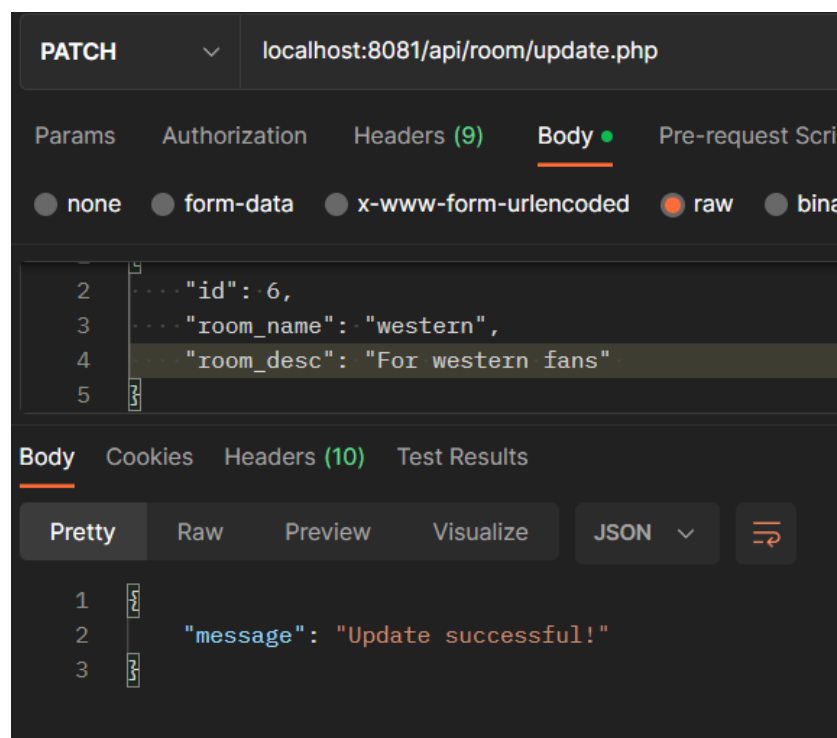 PATCH localhost:8081/api/room/update.php
Params Authorization Headers (9) Body Pre-request Scri
none form-data x-www-form-urlencoded raw bina
{
2 "id": 6,
3 "room_name": "western",
4 "room_desc": "For western fans"
5 }
Body Cookies Headers (10) Test Results
Pretty Raw Preview Visualize JSON
1 {
2 "message": "Update successful!"
3 }